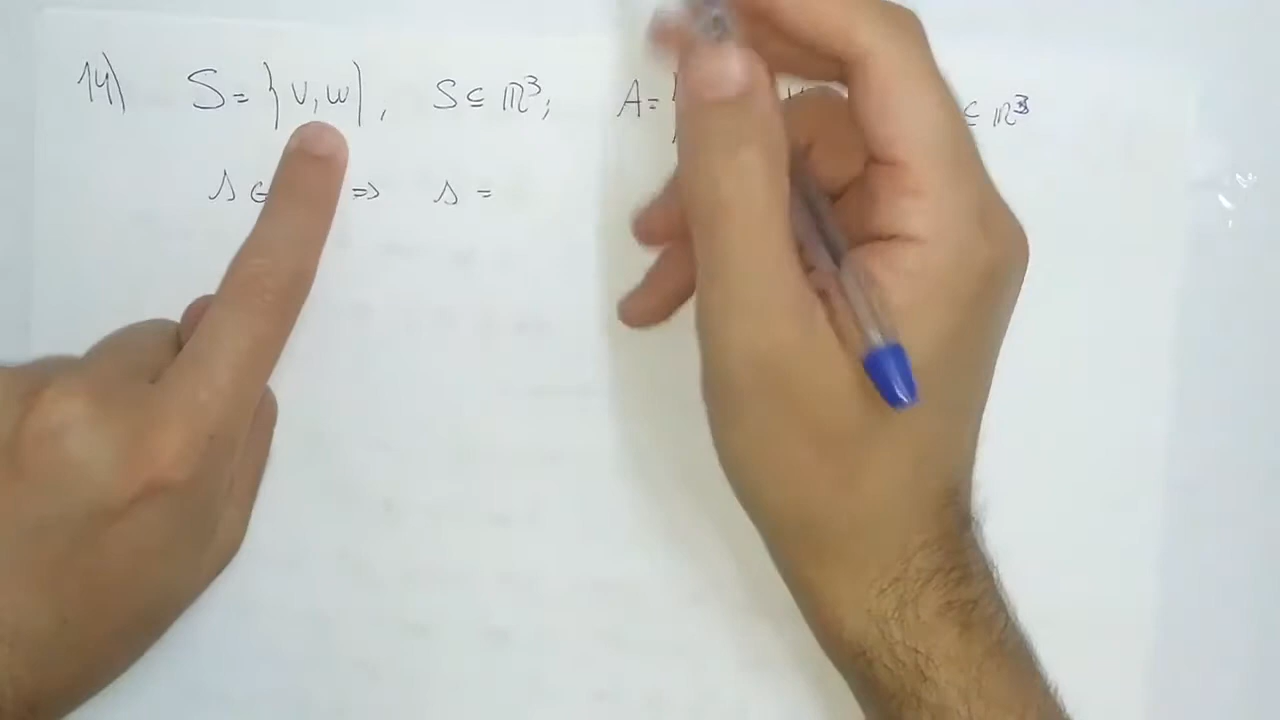 14) S = {v, w}, S ⊆ ℝ³; A = { ⊆ ℝ³
s ∈ ⇒ s =